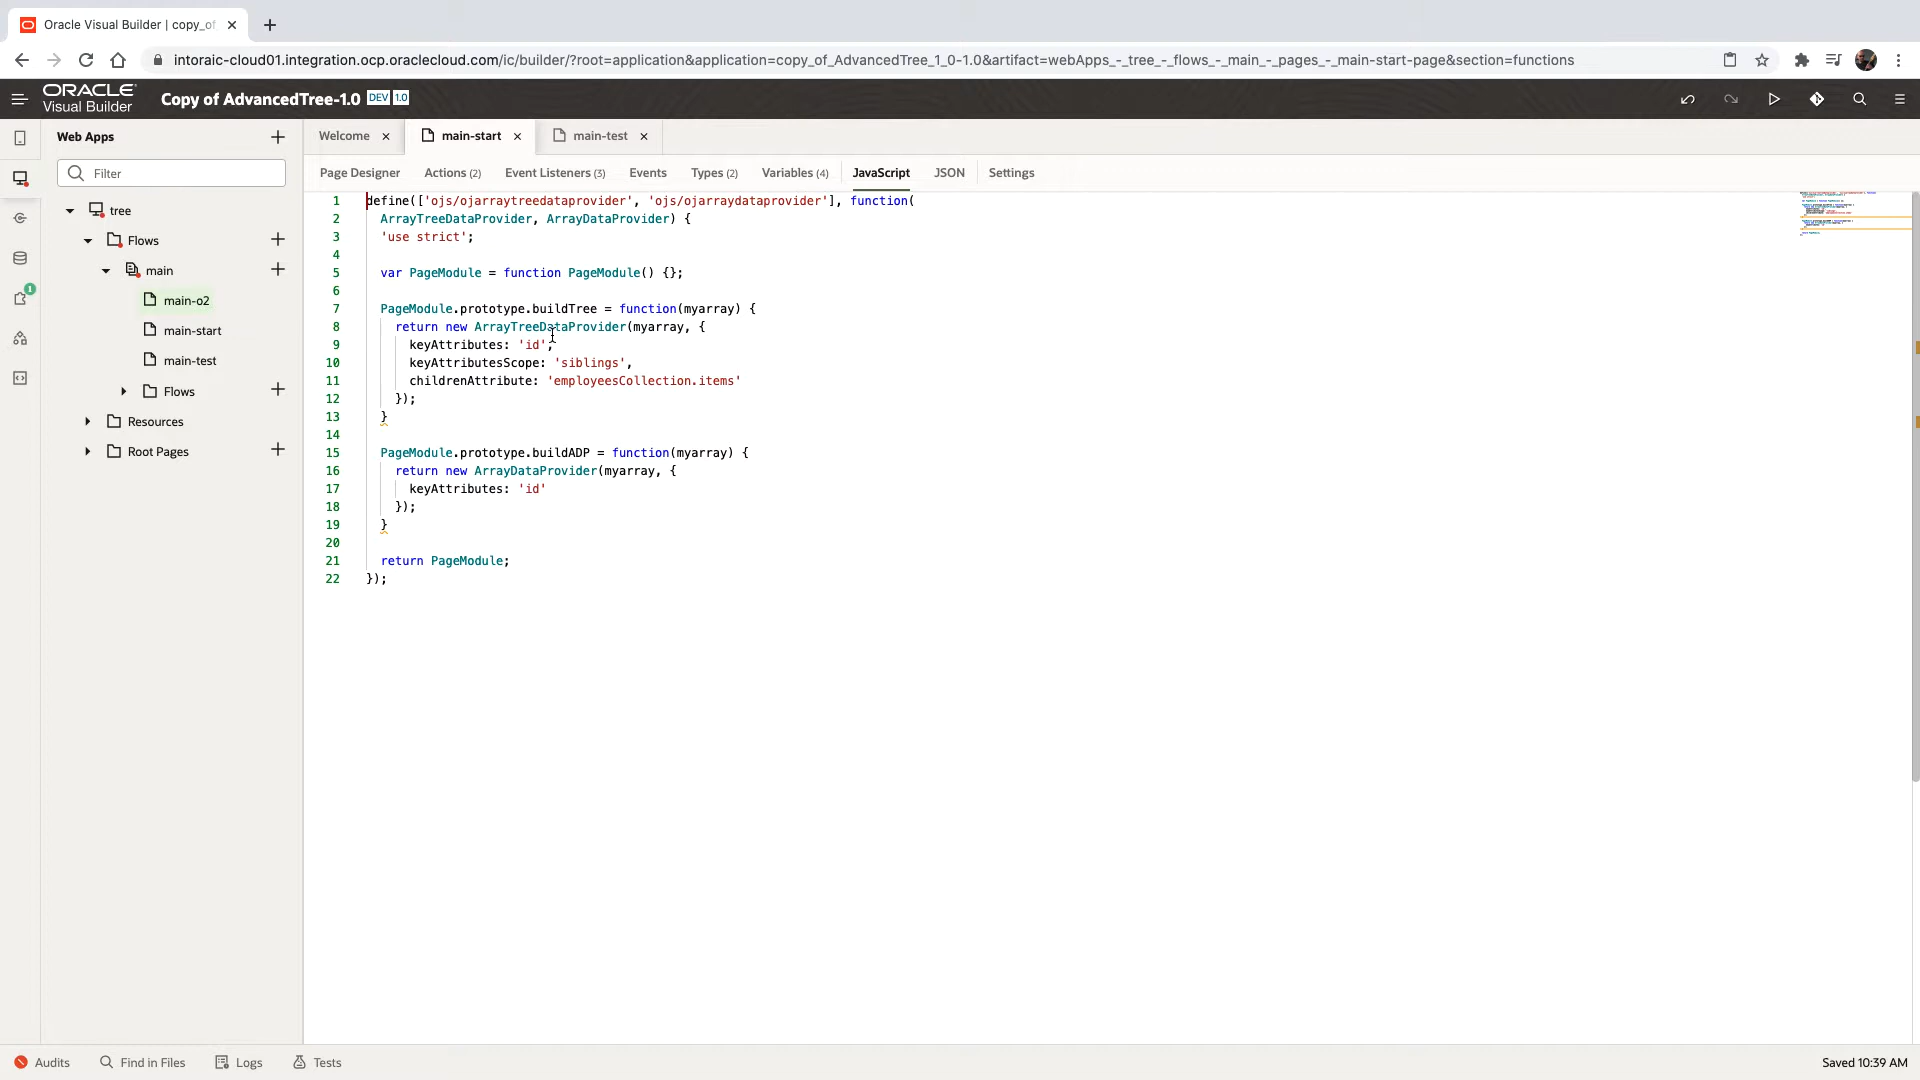 Oracle Visual Builder | copy_of
intoraic-cloud01.integration.ocp.oraclecloud.com/ic/builder/?root=application&application=copy_of_AdvancedTree_1_0-1.0&artifact=webApps_-_tree_-_flows_-_main_-_pages_-_main-start-page&section=functions
ORACLE
Visual Builder
Copy of AdvancedTree-1.0 DEV 1.0
Web Apps
Filter
tree
Flows
main
main-o2
main-start
main-test
Flows
Resources
Root Pages
1
Welcome main-start main-test
Page Designer Actions (2) Event Listeners (3) Events Types (2) Variables (4) JavaScript JSON Settings
1 define(['ojs/ojarraytreedataprovider', 'ojs/ojarraydataprovider'], function(
2 ArrayTreeDataProvider, ArrayDataProvider) {
3 'use strict';
4
5 var PageModule = function PageModule() {};
6
7 PageModule.prototype.buildTree = function(myarray) {
8 return new ArrayTreeDataProvider(myarray, {
9 keyAttributes: 'id',
10 keyAttributesScope: 'siblings',
11 childrenAttribute: 'employeesCollection.items'
12 });
13 }
14
15 PageModule.prototype.buildADP = function(myarray) {
16 return new ArrayDataProvider(myarray, {
17 keyAttributes: 'id'
18 });
19 }
20
21 return PageModule;
22 });
Audits Find in Files Logs Tests
Saved 10:39 AM